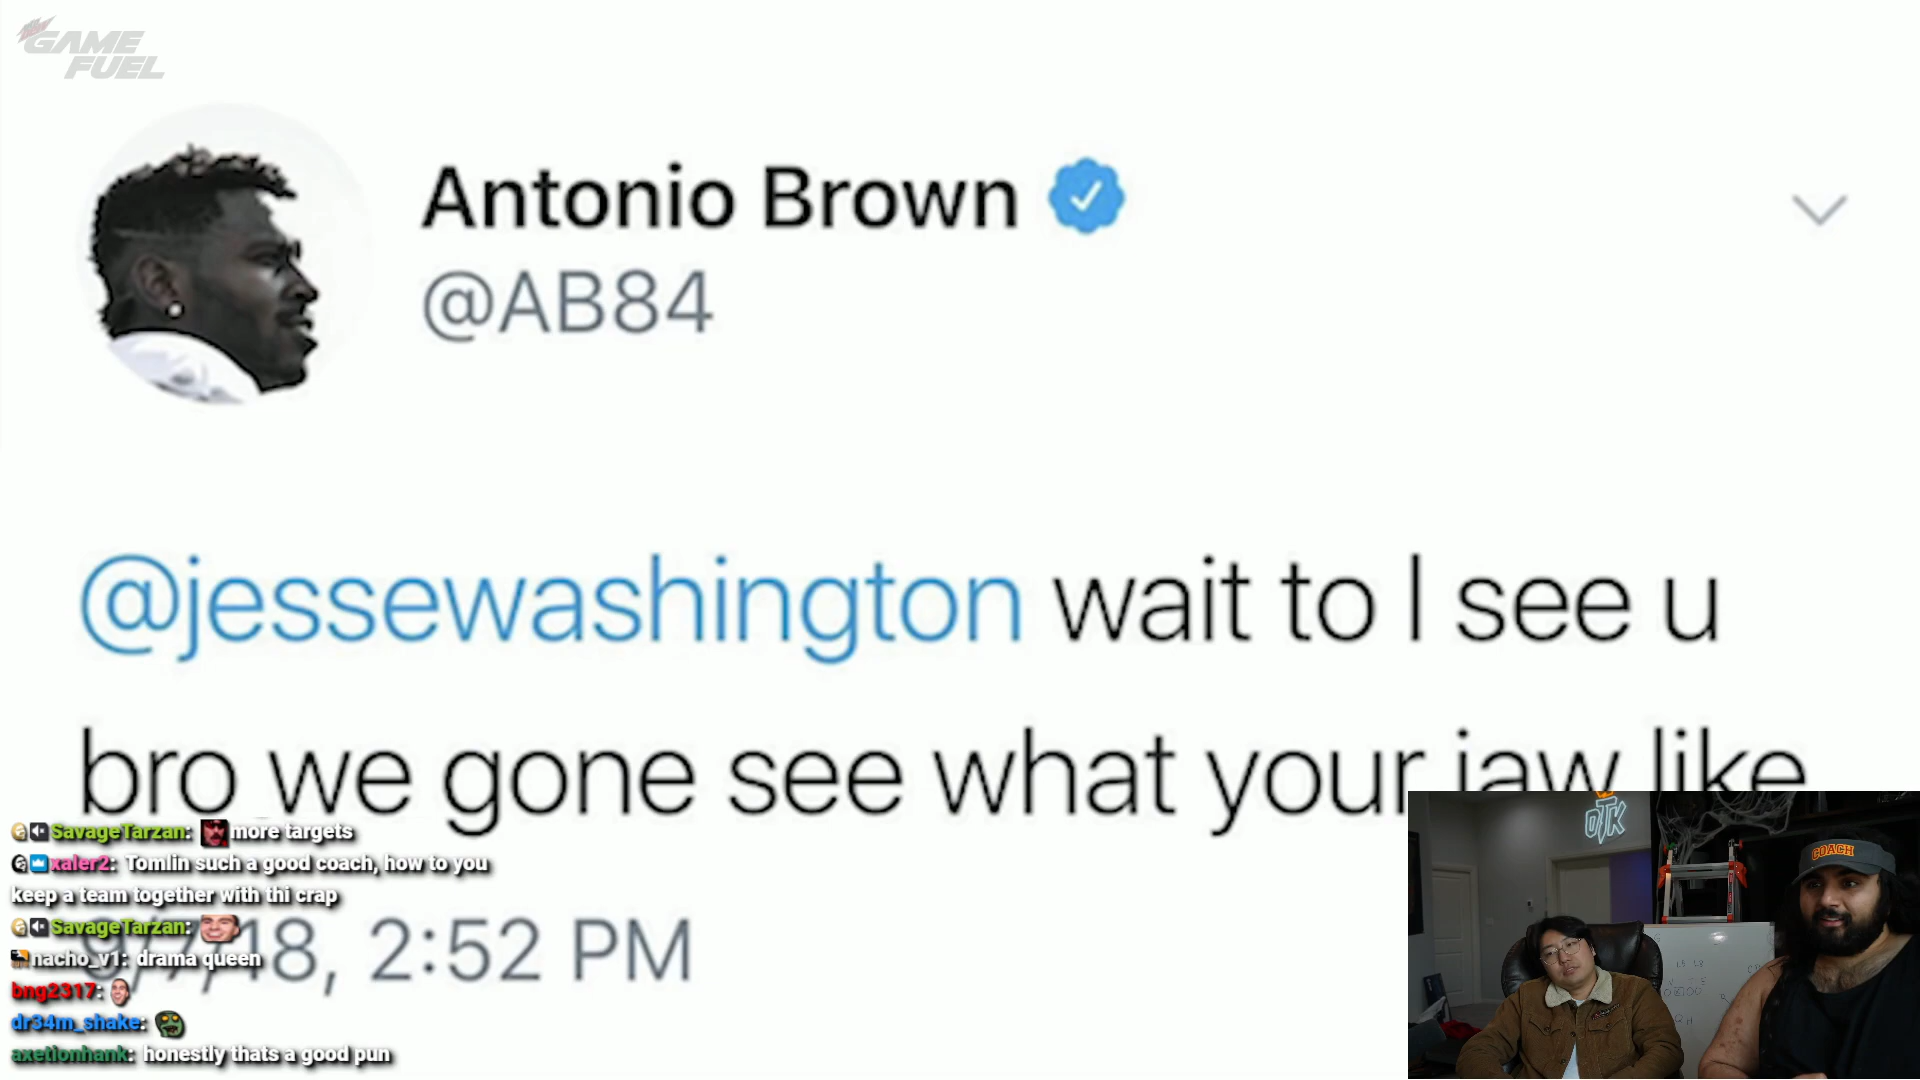 GAME
FUEL
Antonio Brown
@AB84
@jessewashington wait to I see u
bro we gone see what your jaw like
9/7/18, 2:52 PM
SavageTarzan: more targets
xaler2: Tomlin such a good coach, how to you
keep a team together with thi crap
SavageTarzan:
nacho_v1: drama queen
bng2317:
dr34m_shake:
axetionhank: honestly thats a good pun
OTK
COACH